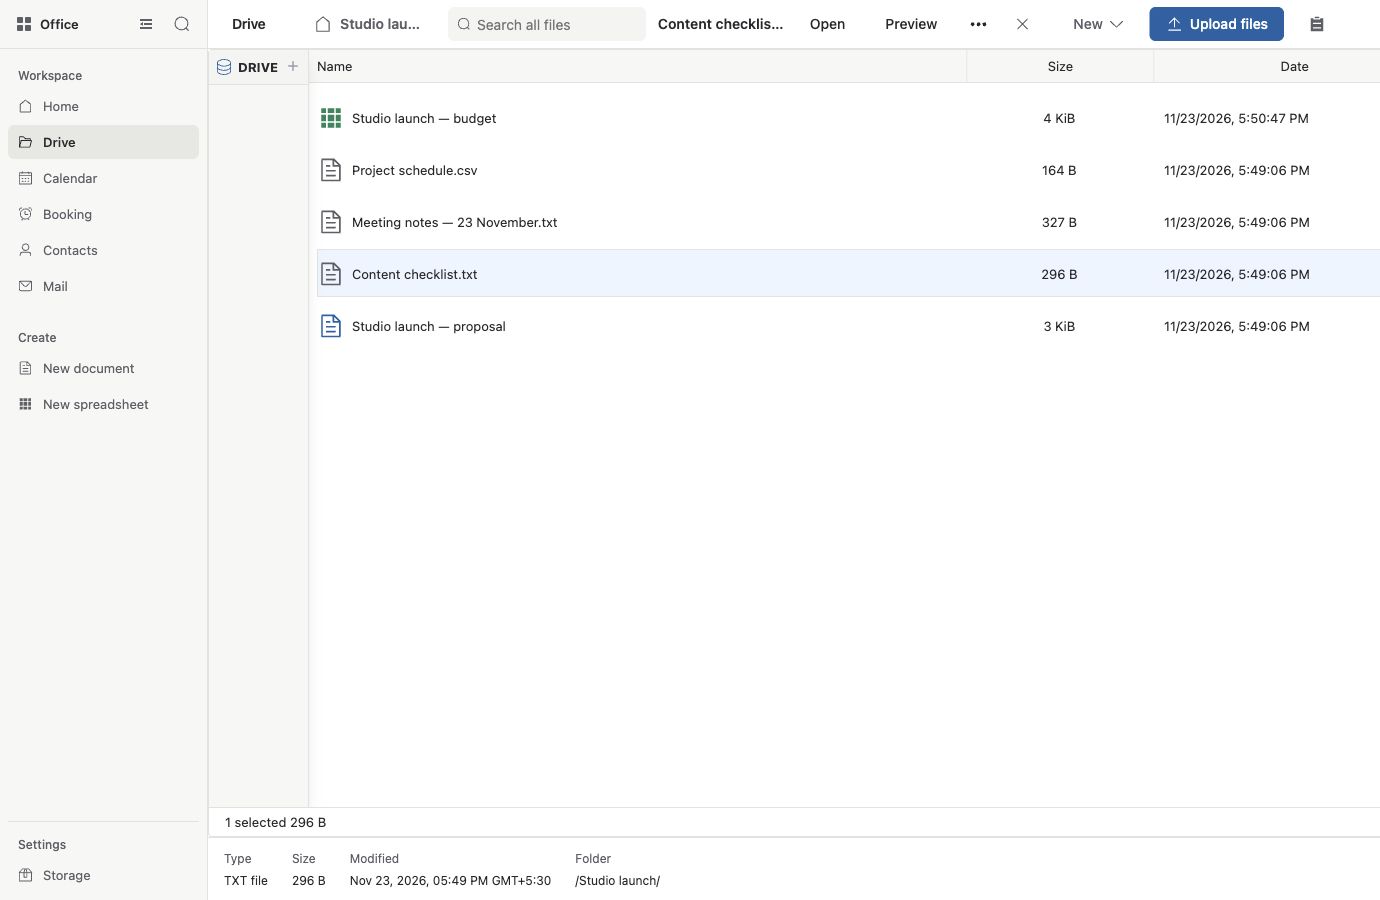 Office
Workspace
Home
Drive
Calendar
Booking
Contacts
Mail
Create
New document
New spreadsheet
Settings
Storage
Drive
Studio lau...
Search all files
Content checklis...
Open
Preview
New
Upload files
DRIVE
Name Size Date
Studio launch — budget 4 KiB 11/23/2026, 5:50:47 PM
Project schedule.csv 164 B 11/23/2026, 5:49:06 PM
Meeting notes — 23 November.txt 327 B 11/23/2026, 5:49:06 PM
Content checklist.txt 296 B 11/23/2026, 5:49:06 PM
Studio launch — proposal 3 KiB 11/23/2026, 5:49:06 PM
1 selected 296 B
Type Size Modified Folder
TXT file 296 B Nov 23, 2026, 05:49 PM GMT+5:30 /Studio launch/